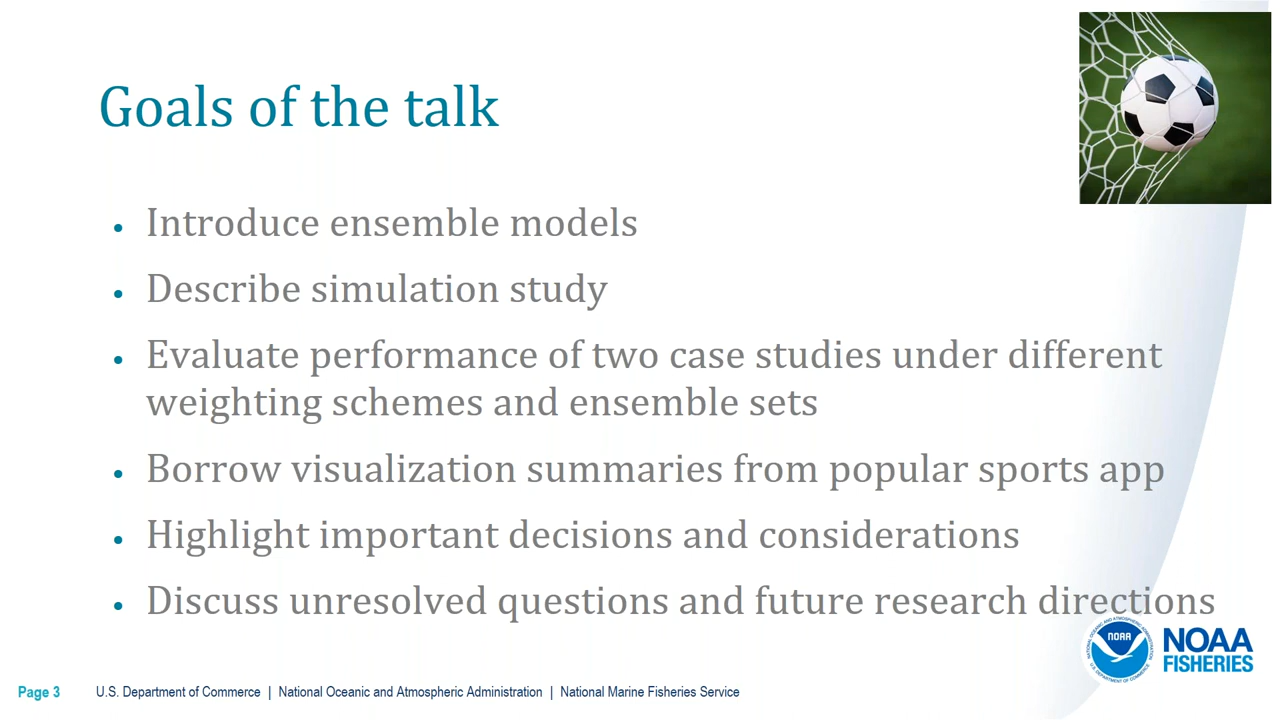 Goals of the talk
• Introduce ensemble models
• Describe simulation study
• Evaluate performance of two case studies under different
weighting schemes and ensemble sets
• Borrow visualization summaries from popular sports app
• Highlight important decisions and considerations
• Discuss unresolved questions and future research directions
NOAA
NOAA
FISHERIES
Page 3
U.S. Department of Commerce | National Oceanic and Atmospheric Administration | National Marine Fisheries Service